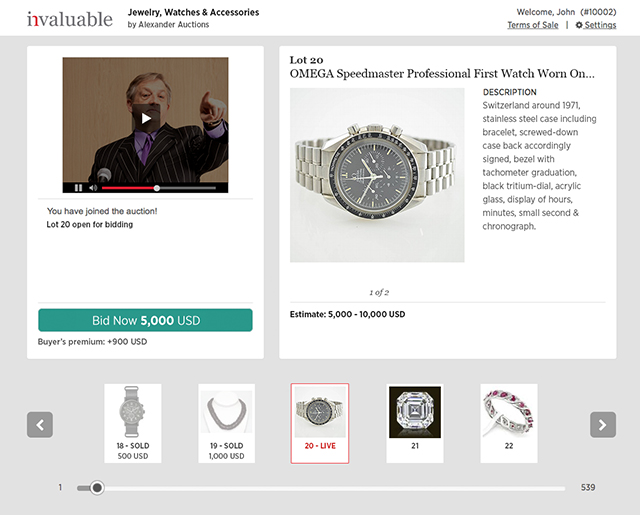 invaluable
Jewelry, Watches & Accessories
by Alexander Auctions
Welcome, John (#10002)
Terms of Sale | Settings
You have joined the auction!
Lot 20 open for bidding
Bid Now 5,000 USD
Buyer's premium: +900 USD
Lot 20
OMEGA Speedmaster Professional First Watch Worn On...
DESCRIPTION
Switzerland around 1971,
stainless steel case including
bracelet, screwed-down
case back accordingly
signed, bezel with
tachometer graduation,
black tritium-dial, acrylic
glass, display of hours,
minutes, small second &
chronograph.
1 of 2
Estimate: 5,000 - 10,000 USD
18 - SOLD
500 USD
19 - SOLD
1,000 USD
20 - LIVE
21
22
1
539